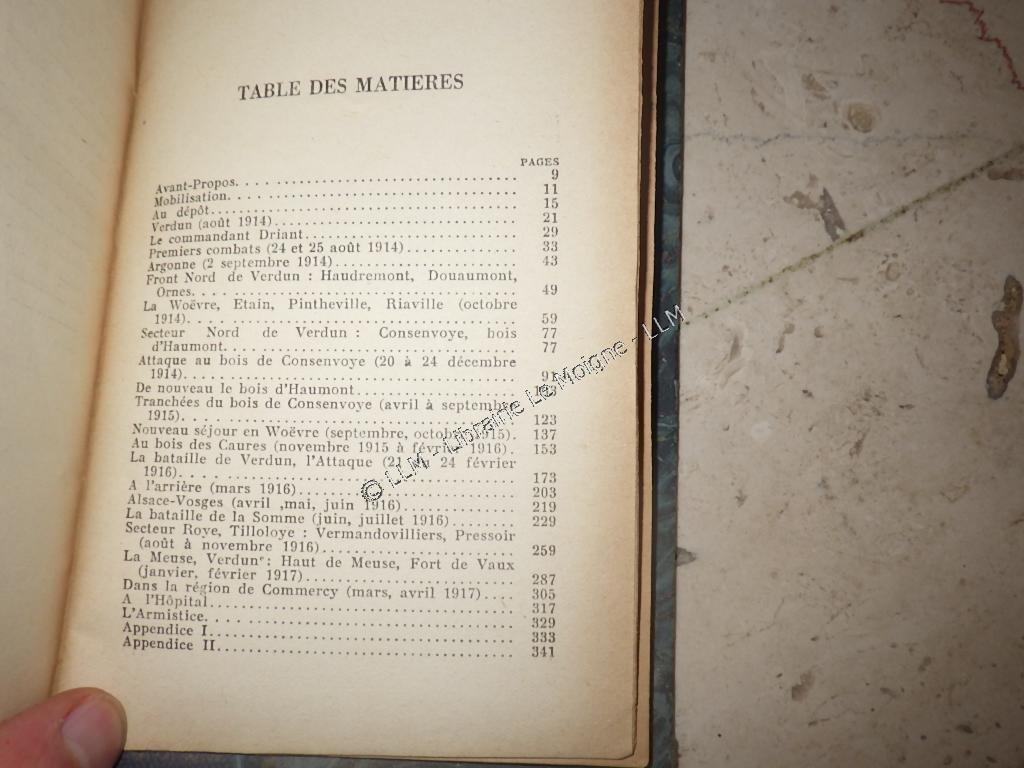 TABLE DES MATIERES
PAGES
Avant-Propos. . . . . . . . . . . . . . . . . . . . . . 9
Mobilisation. . . . . . . . . . . . . . . . . . . . . . 11
Au dépôt. . . . . . . . . . . . . . . . . . . . . . 15
Verdun (août 1914). . . . . . . . . . . . . . . . . . 21
Le commandant Driant. . . . . . . . . . . . . . . . 29
Premiers combats (24 et 25 août 1914). . . . . . . . 33
Argonne (2 septembre 1914). . . . . . . . . . . . . 43
Front Nord de Verdun : Haudremont, Douaumont,
Ornes. . . . . . . . . . . . . . . . . . . . . . 49
La Woëvre, Etain, Pintheville, Riaville (octobre
1914). . . . . . . . . . . . . . . . . . . . . . 59
Secteur Nord de Verdun : Consenvoye, bois 77
d'Haumont. . . . . . . . . . . . . . . . . . . . 77
Attaque au bois de Consenvoye (20 à 24 décembre
1914). . . . . . . . . . . . . . . . . . . . . . 91
De nouveau le bois d'Haumont. . . . . . . . . . . .
Tranchées du bois de Consenvoye (avril à septembre
1915). . . . . . . . . . . . . . . . . . . . . . 123
Nouveau séjour en Woëvre (septembre, octobre 1915). 137
Au bois des Caures (novembre 1915 à février 1916). 153
La bataille de Verdun, l'Attaque (21 au 24 février
1916). . . . . . . . . . . . . . . . . . . . . . 173
A l'arrière (mars 1916). . . . . . . . . . . . . . 203
Alsace-Vosges (avril ,mai, juin 1916). . . . . . . . 219
La bataille de la Somme (juin, juillet 1916). . . . . 229
Secteur Roye, Tilloloye : Vermandovilliers, Pressoir
(août à novembre 1916). . . . . . . . . . . . . . 259
La Meuse, Verdun : Haut de Meuse, Fort de Vaux
(janvier, février 1917). . . . . . . . . . . . . . 287
Dans la région de Commercy (mars, avril 1917). . . . 305
A l'Hôpital. . . . . . . . . . . . . . . . . . . . 317
L'Armistice. . . . . . . . . . . . . . . . . . . . 329
Appendice I. . . . . . . . . . . . . . . . . . . . 333
Appendice II. . . . . . . . . . . . . . . . . . . . 341
© LLM - Librairie Le Moigne - LLM